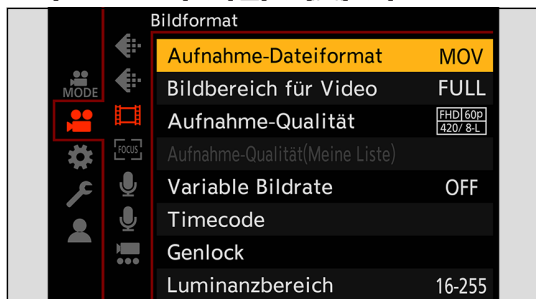 Bildformat
Aufnahme-Dateiformat MOV
MODE
Bildbereich für Video FULL
Aufnahme-Qualität FHD 60p
420/ 8-L
FOCUS
Aufnahme-Qualität(Meine Liste)
Variable Bildrate OFF
Timecode
Genlock
Luminanzbereich 16-255